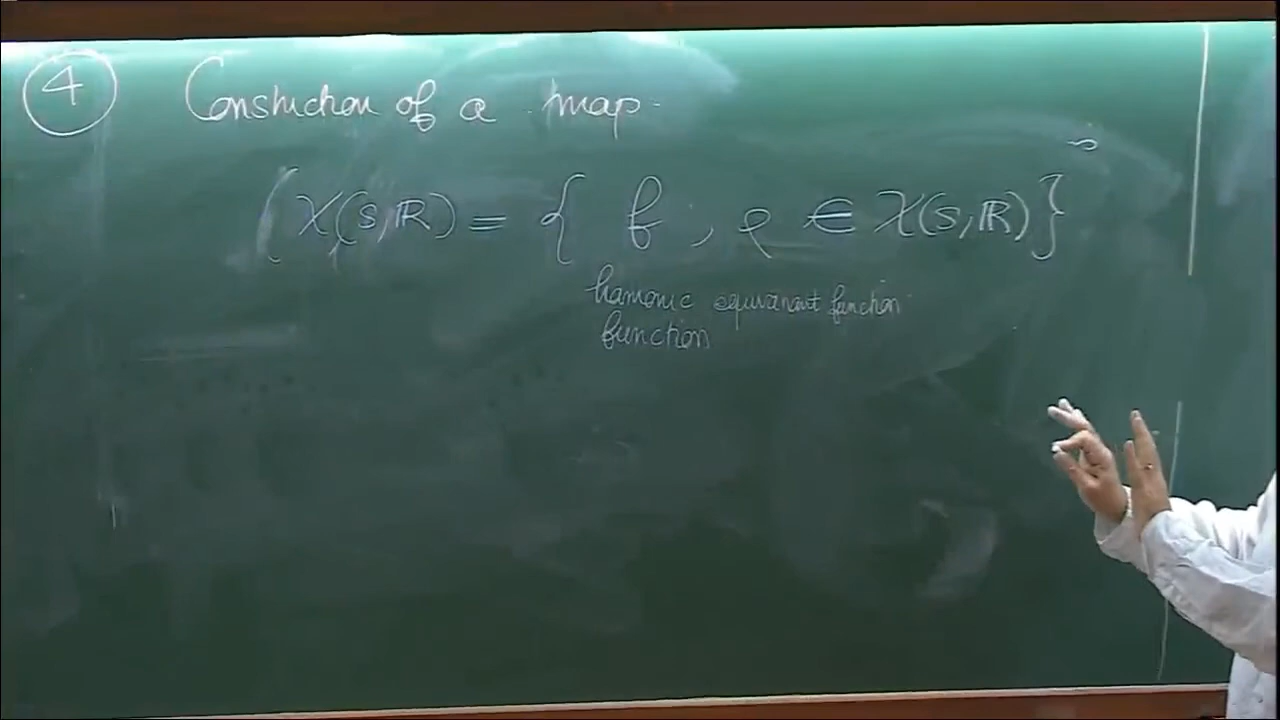 ④ Construction of a map.
(χ(S,ℝ) = { f , ρ ∈ χ(S,ℝ)} ~
harmonic equivariant function
function